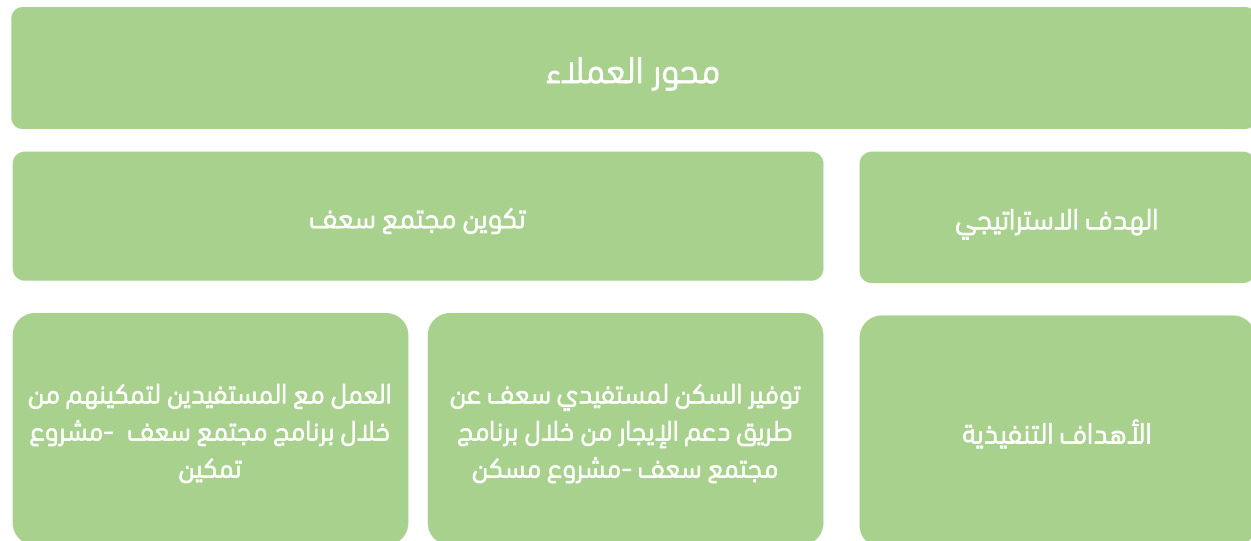 محور العملاء
الهدف الاستراتيجي
تكوين مجتمع سعف
الأهداف التنفيذية
توفير السكن لمستفيدي سعف عن
طريق دعم الإيجار من خلال برنامج
مجتمع سعف -مشروع مسكن
العمل مع المستفيدين لتمكينهم من
خلال برنامج مجتمع سعف -مشروع
تمكين